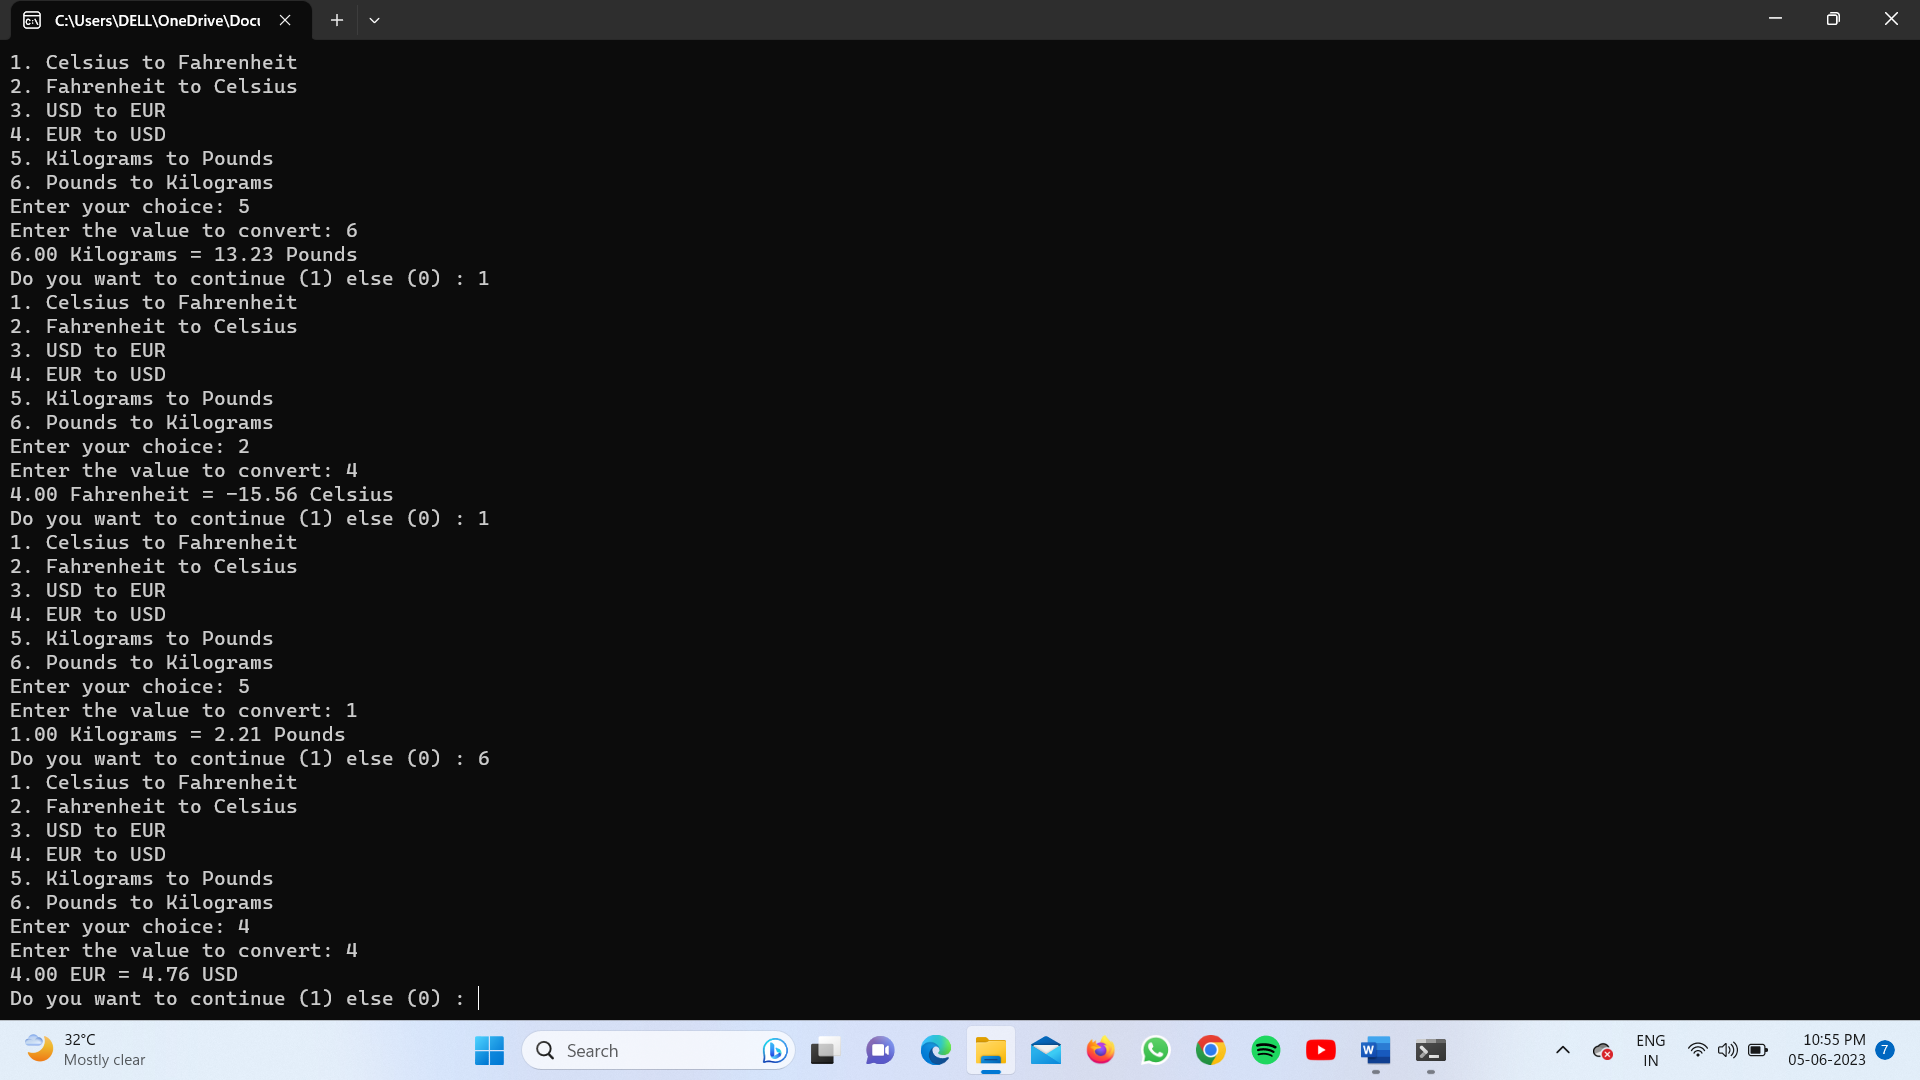 C:\Users\DELL\OneDrive\Docu
1. Celsius to Fahrenheit
2. Fahrenheit to Celsius
3. USD to EUR
4. EUR to USD
5. Kilograms to Pounds
6. Pounds to Kilograms
Enter your choice: 5
Enter the value to convert: 6
6.00 Kilograms = 13.23 Pounds
Do you want to continue (1) else (0) : 1
1. Celsius to Fahrenheit
2. Fahrenheit to Celsius
3. USD to EUR
4. EUR to USD
5. Kilograms to Pounds
6. Pounds to Kilograms
Enter your choice: 2
Enter the value to convert: 4
4.00 Fahrenheit = -15.56 Celsius
Do you want to continue (1) else (0) : 1
1. Celsius to Fahrenheit
2. Fahrenheit to Celsius
3. USD to EUR
4. EUR to USD
5. Kilograms to Pounds
6. Pounds to Kilograms
Enter your choice: 5
Enter the value to convert: 1
1.00 Kilograms = 2.21 Pounds
Do you want to continue (1) else (0) : 6
1. Celsius to Fahrenheit
2. Fahrenheit to Celsius
3. USD to EUR
4. EUR to USD
5. Kilograms to Pounds
6. Pounds to Kilograms
Enter your choice: 4
Enter the value to convert: 4
4.00 EUR = 4.76 USD
Do you want to continue (1) else (0) :
32°C
Mostly clear
Search
ENG
IN
10:55 PM
05-06-2023
7